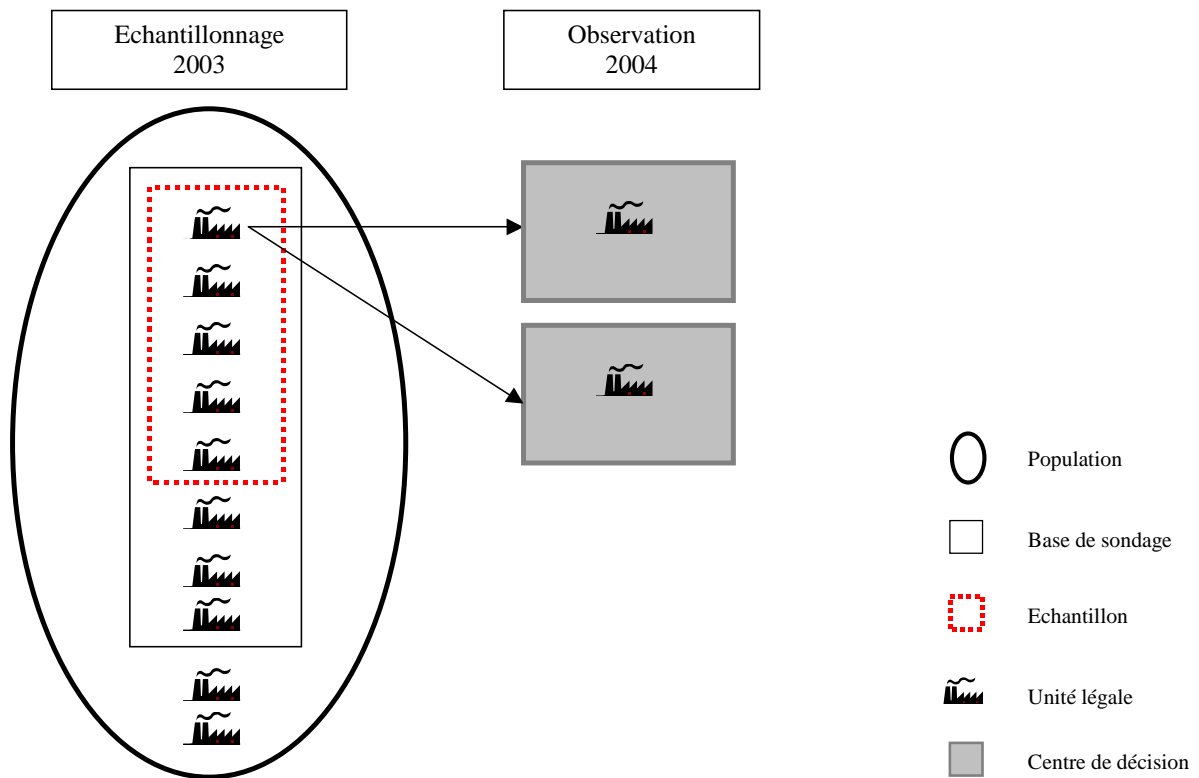 Echantillonnage
2003
Observation
2004
Population
Base de sondage
Echantillon
Unité légale
Centre de décision